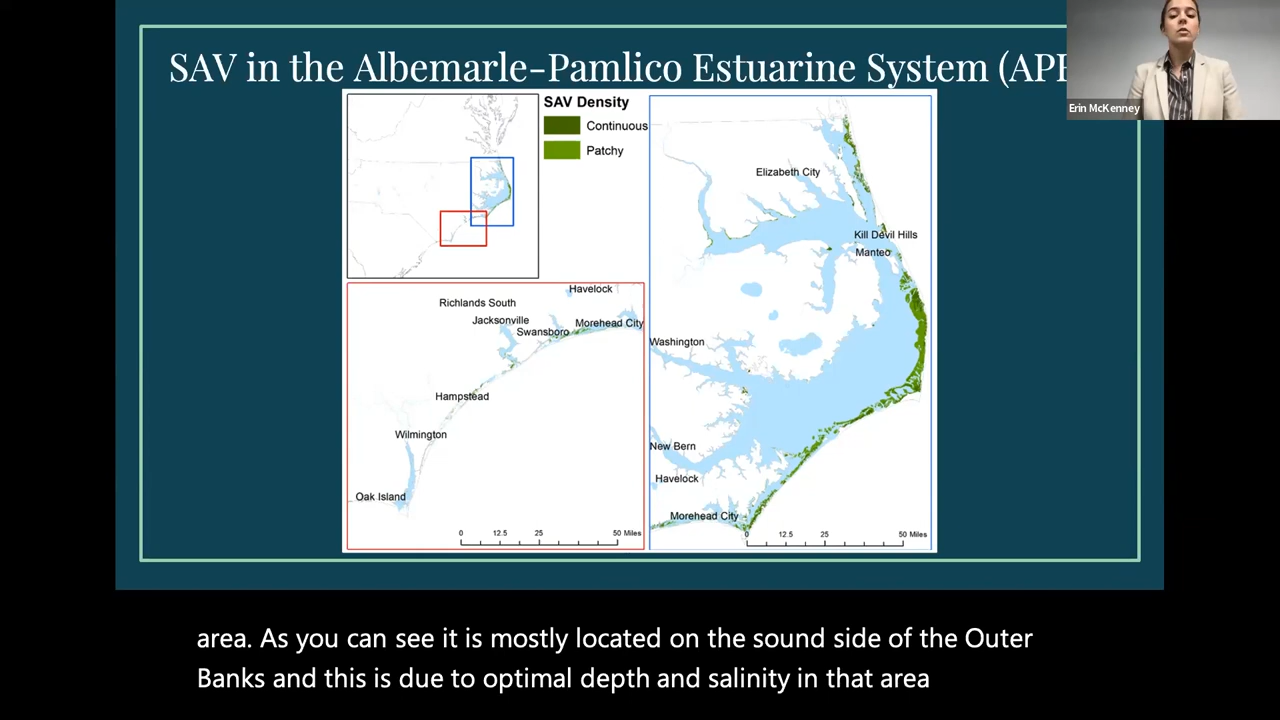 SAV in the Albemarle-Pamlico Estuarine System (AP
Erin McKenney
SAV Density
Continuous
Patchy
Elizabeth City
Kill Devil Hills
Manteo
Washington
New Bern
Havelock
Morehead City
0 12.5 25 50 Miles
Havelock
Richlands South
Jacksonville
Morehead City
Swansboro
Hampstead
Wilmington
Oak Island
0 12.5 25 50 Miles
area. As you can see it is mostly located on the sound side of the Outer
Banks and this is due to optimal depth and salinity in that area